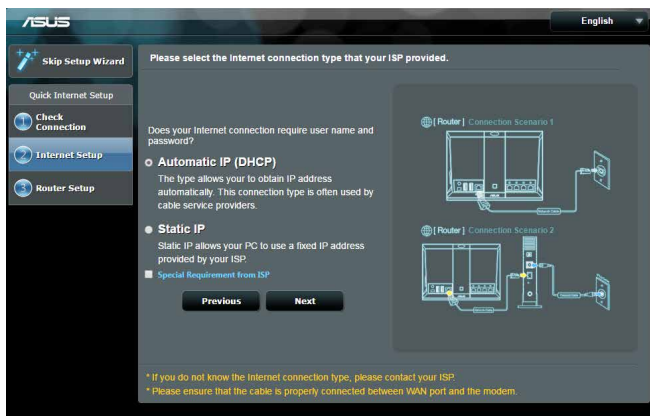 ASUS
English
Skip Setup Wizard
Please select the Internet connection type that your ISP provided.
Quick Internet Setup
1 Check
Connection
2 Internet Setup
3 Router Setup
Does your Internet connection require user name and
password?
Automatic IP (DHCP)
The type allows your to obtain IP address
automatically. This connection type is often used by
cable service providers.
Static IP
Static IP allows your PC to use a fixed IP address
provided by your ISP.
Special Requirement from ISP
Previous
Next
[ Router ] Connection Scenario 1
[ Router ] Connection Scenario 2
* If you do not know the Internet connection type, please contact your ISP.
* Please ensure that the cable is properly connected between WAN port and the modem.